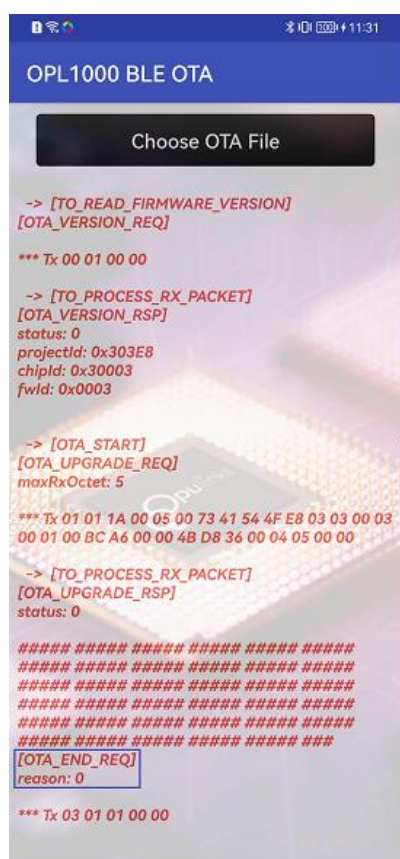 100 11:31
OPL1000 BLE OTA
Choose OTA File
-> [TO_READ_FIRMWARE_VERSION]
[OTA_VERSION_REQ]
*** Tx 00 01 00 00
-> [TO_PROCESS_RX_PACKET]
[OTA_VERSION_RSP]
status: 0
projectId: 0x303E8
chipId: 0x30003
fwId: 0x0003
-> [OTA_START]
[OTA_UPGRADE_REQ]
maxRxOctet: 5
Opulinks
*** Tx 01 01 1A 00 05 00 73 41 54 4F E8 03 03 00 03
00 01 00 BC A6 00 00 4B D8 36 00 04 05 00 00
-> [TO_PROCESS_RX_PACKET]
[OTA_UPGRADE_RSP]
status: 0
##### ##### ##### ##### ##### #####
##### ##### ##### ##### ##### #####
##### ##### ##### ##### ##### #####
##### ##### ##### ##### ##### #####
##### ##### ##### ##### ##### #####
##### ##### ##### ##### ##### ###
[OTA_END_REQ]
reason: 0
*** Tx 03 01 01 00 00